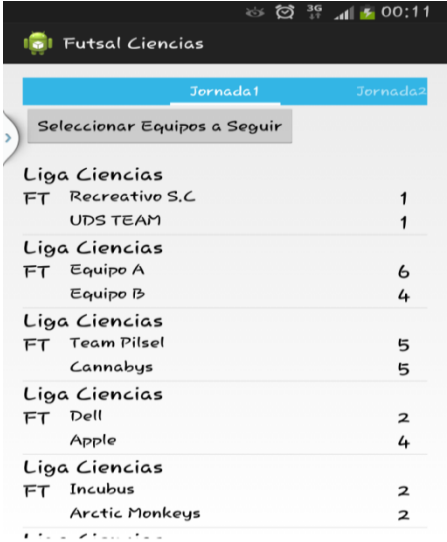 3G 00:11
Futsal Ciencias
Jornada1 Jornada2
Seleccionar Equipos a Seguir
Liga Ciencias
FT Recreativo S.C 1
UDS TEAM 1
Liga Ciencias
FT Equipo A 6
Equipo B 4
Liga Ciencias
FT Team Pilsel 5
Cannabys 5
Liga Ciencias
FT Dell 2
Apple 4
Liga Ciencias
FT Incubus 2
Arctic Monkeys 2